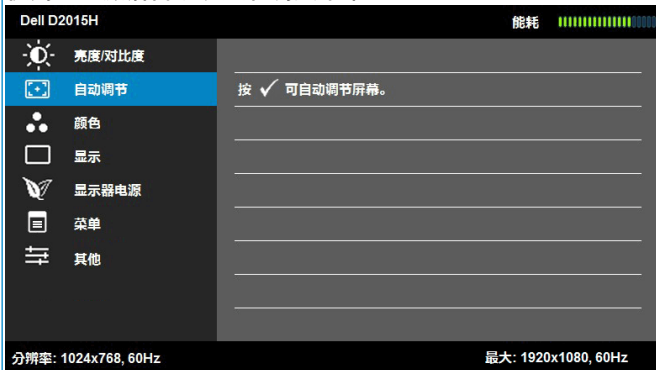 Dell D2015H 能耗
亮度/对比度
自动调节 按 ✓ 可自动调节屏幕。
颜色
显示
显示器电源
菜单
其他
分辨率: 1024x768, 60Hz 最大: 1920x1080, 60Hz